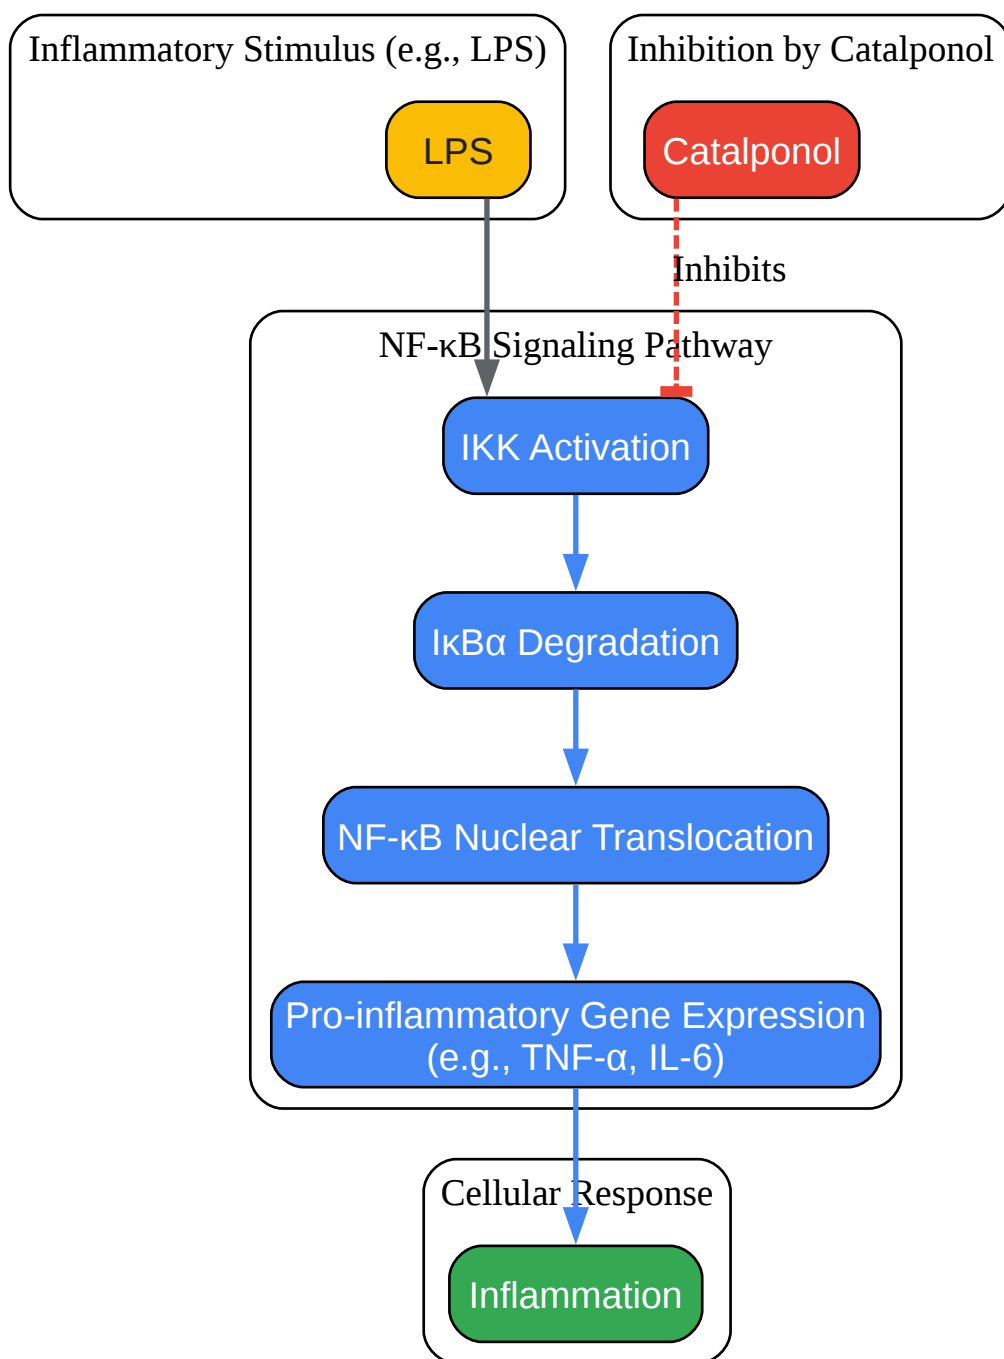 Inflammatory Stimulus (e.g., LPS)
Inhibition by Catalponol
LPS
Catalponol
Inhibits
NF-κB Signaling Pathway
IKK Activation
IκBα Degradation
NF-κB Nuclear Translocation
Pro-inflammatory Gene Expression
(e.g., TNF-α, IL-6)
Cellular Response
Inflammation